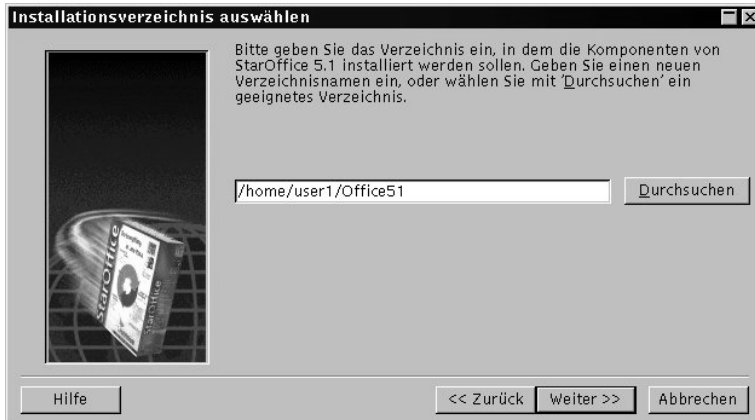 Installationsverzeichnis auswählen
Bitte geben Sie das Verzeichnis ein, in dem die Komponenten von
StarOffice 5.1 installiert werden sollen. Geben Sie einen neuen
Verzeichnisnamen ein, oder wählen Sie mit 'Durchsuchen' ein
geeignetes Verzeichnis.
/home/user1/Office51
Durchsuchen
StarOffice
StarOffice
Hilfe
<< Zurück
Weiter >>
Abbrechen